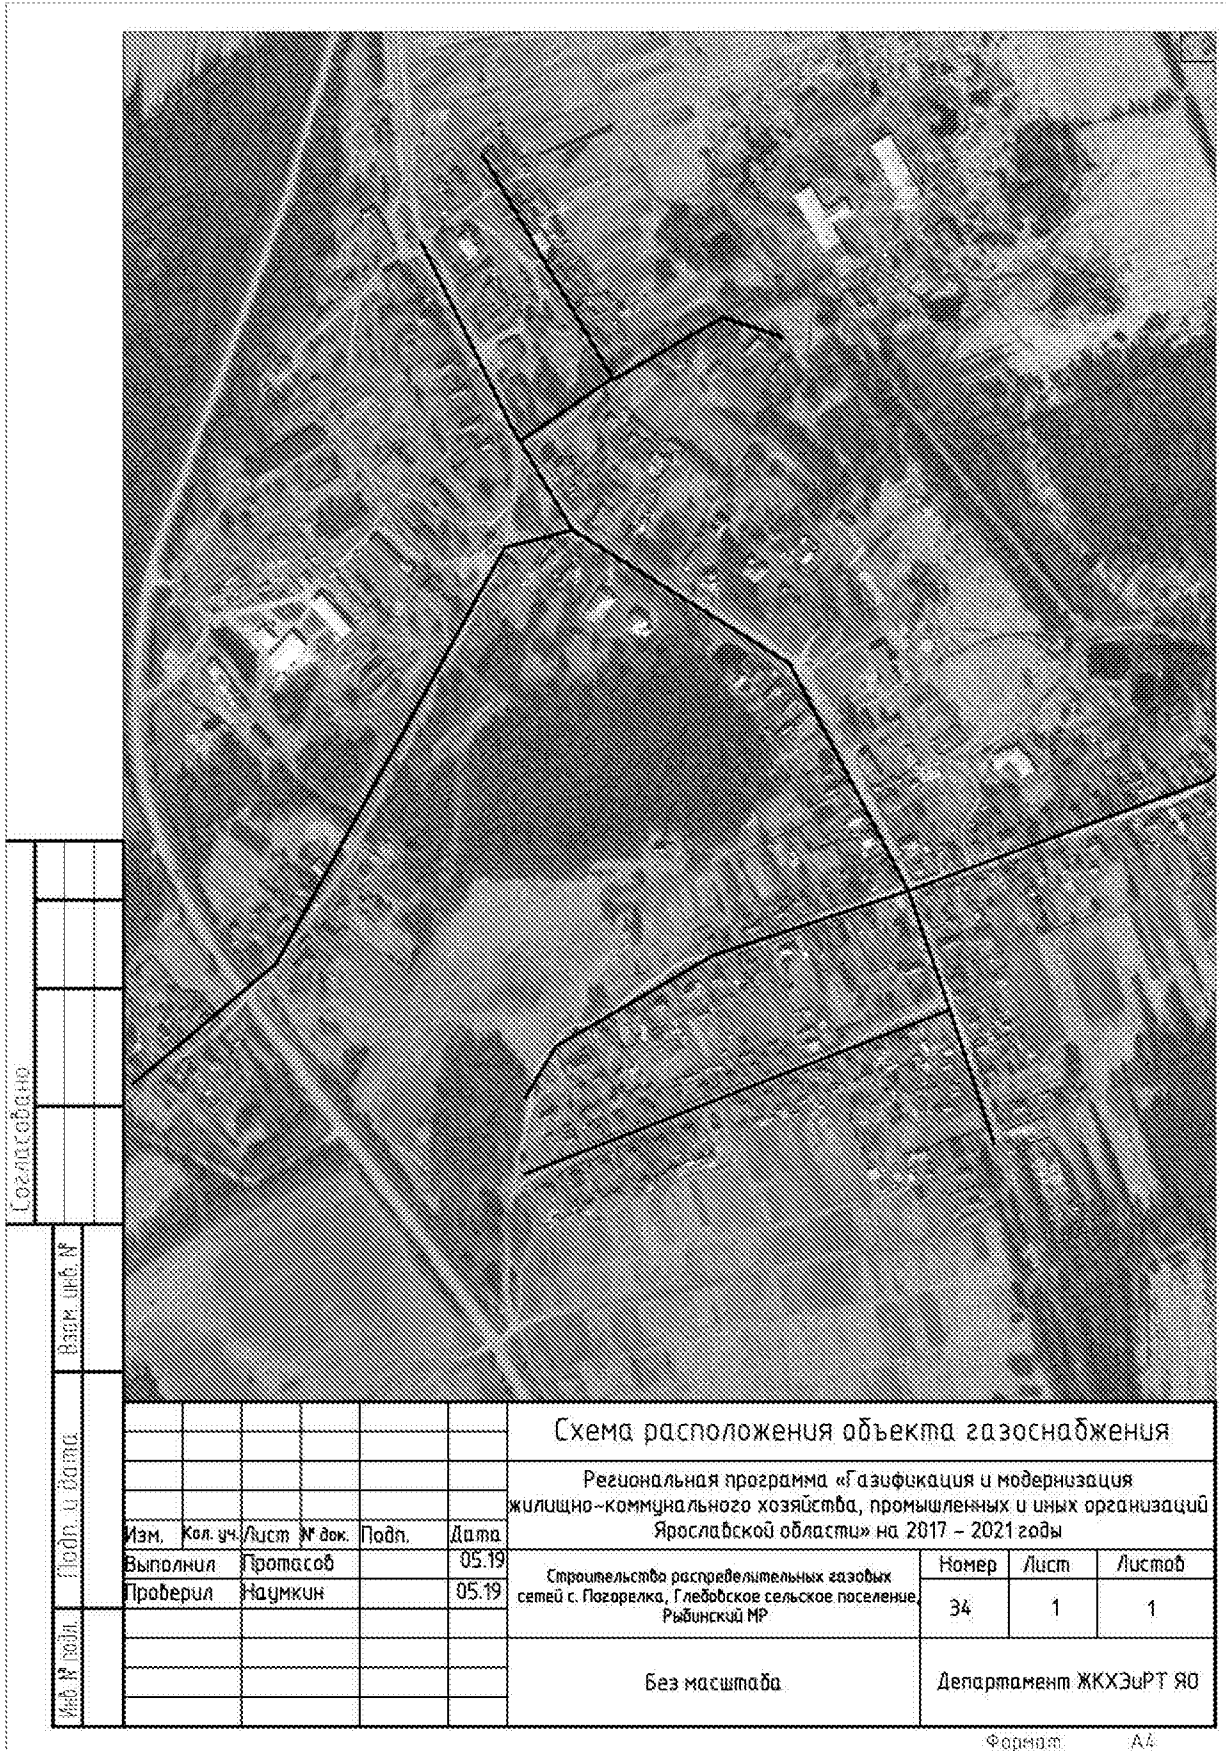 Согласовано
Взам. инв. №
Подп. и дата
Инв № подл.
Схема расположения объекта газоснабжения
Региональная программа «Газификация и модернизация
жилищно-коммунального хозяйства, промышленных и иных организаций
Ярославской области» на 2017 – 2021 годы
Изм. Кол. уч. Лист № док. Подп. Дата
Выполнил Протасов 05.19
Проверил Наумкин 05.19
Строительство распределительных газовых
сетей с. Погорелка, Глебовское сельское поселение,
Рыбинский МР
Номер Лист Листов
34 1 1
Без масштаба
Департамент ЖКХЭиРТ ЯО
Формат А4